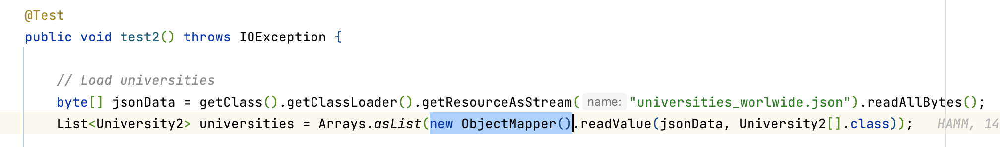 @Test
public void test2() throws IOException {
// Load universities
byte[] jsonData = getClass().getClassLoader().getResourceAsStream( name: "universities_worlwide.json").readAllBytes();
List<University2> universities = Arrays.asList(new ObjectMapper().readValue(jsonData, University2[].class)); HAMM, 14